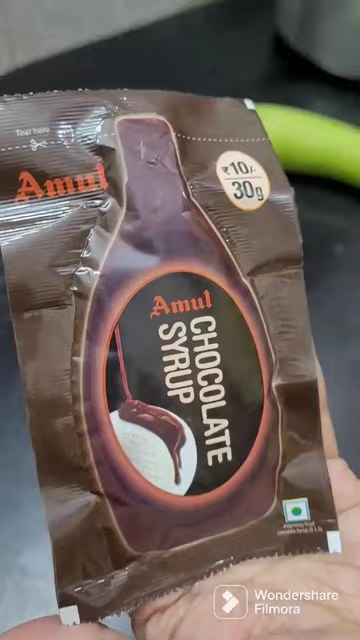 Tear here
Amul
₹10/-
30g
Amul
CHOCOLATE
SYRUP
Wondershare
Filmora